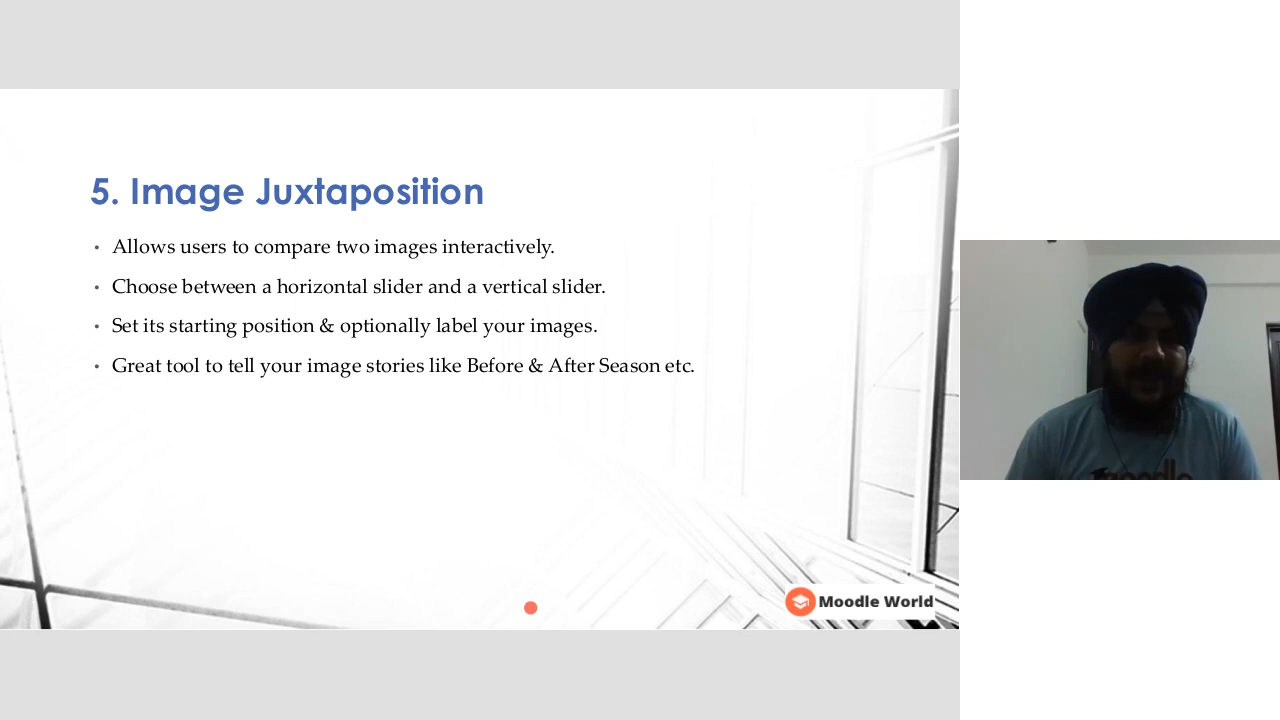 5. Image Juxtaposition
• Allows users to compare two images interactively.
• Choose between a horizontal slider and a vertical slider.
• Set its starting position & optionally label your images.
• Great tool to tell your image stories like Before & After Season etc.
Moodle World
moodle